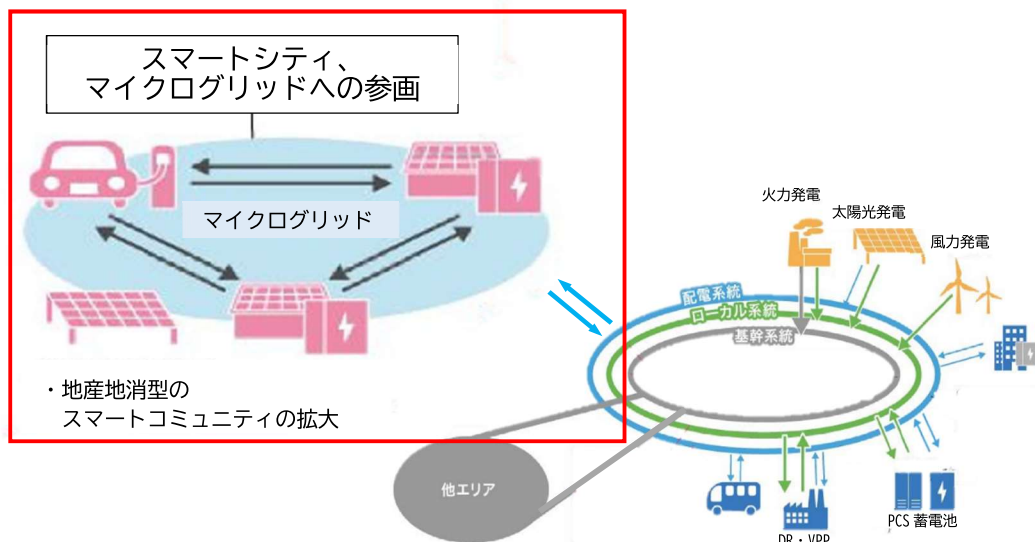 スマートシティ、
マイクログリッドへの参画
マイクログリッド
・地産地消型の
スマートコミュニティの拡大
火力発電
太陽光発電
風力発電
配電系統
ローカル系統
基幹系統
他エリア
PCS 蓄電池
DR・VPP